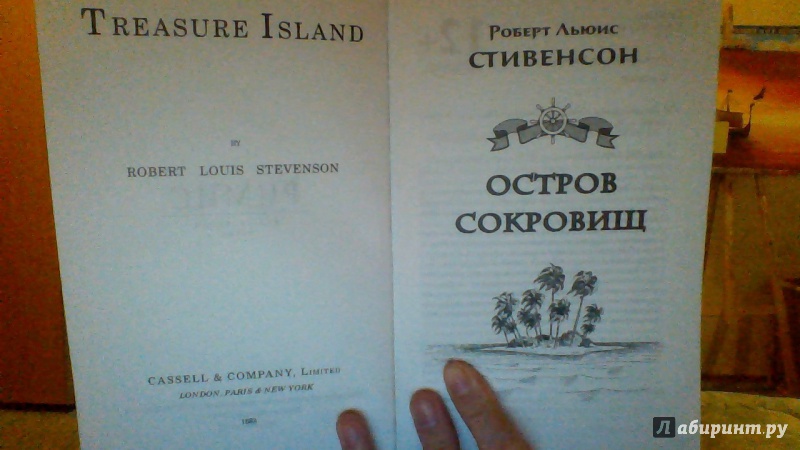 TREASURE ISLAND
BY
ROBERT LOUIS STEVENSON
CASSELL & COMPANY, LIMITED
LONDON, PARIS & NEW YORK
РОБЕРТ ЛЬЮИС
СТИВЕНСОН
ОСТРОВ
СОКРОВИЩ
Лабиринт.ру